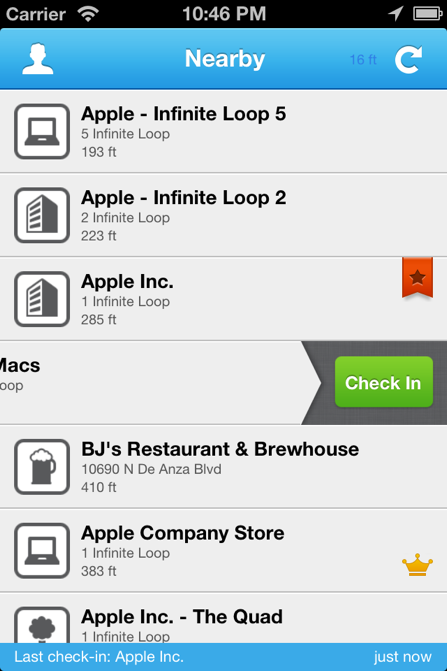 Carrier 10:46 PM
Nearby 16 ft
Apple - Infinite Loop 5
5 Infinite Loop
193 ft
Apple - Infinite Loop 2
2 Infinite Loop
223 ft
Apple Inc.
1 Infinite Loop
285 ft
Macs
oop
Check In
BJ's Restaurant & Brewhouse
10690 N De Anza Blvd
410 ft
Apple Company Store
1 Infinite Loop
383 ft
Apple Inc. - The Quad
1 Infinite Loop
Last check-in: Apple Inc. just now